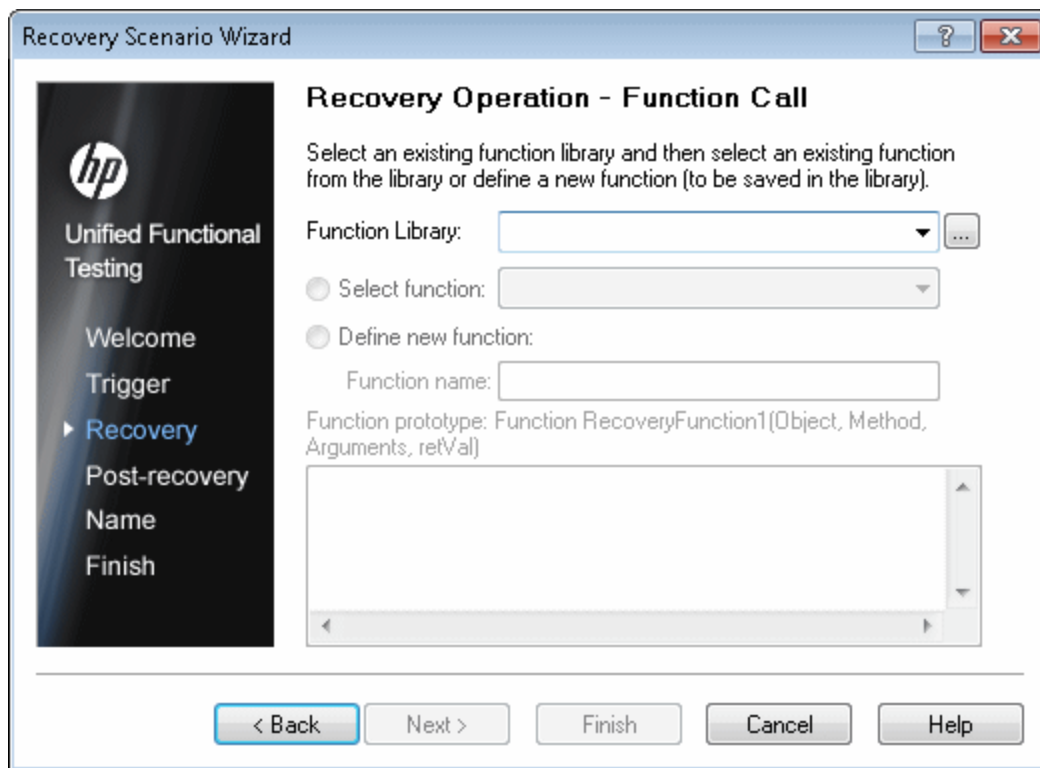 Recovery Scenario Wizard
?
hp
Unified Functional
Testing
Welcome
Trigger
Recovery
Post-recovery
Name
Finish
Recovery Operation - Function Call
Select an existing function library and then select an existing function
from the library or define a new function (to be saved in the library).
Function Library:
...
Select function:
Define new function:
Function name:
Function prototype: Function RecoveryFunction1(Object, Method,
Arguments, retVal)
< Back
Next >
Finish
Cancel
Help